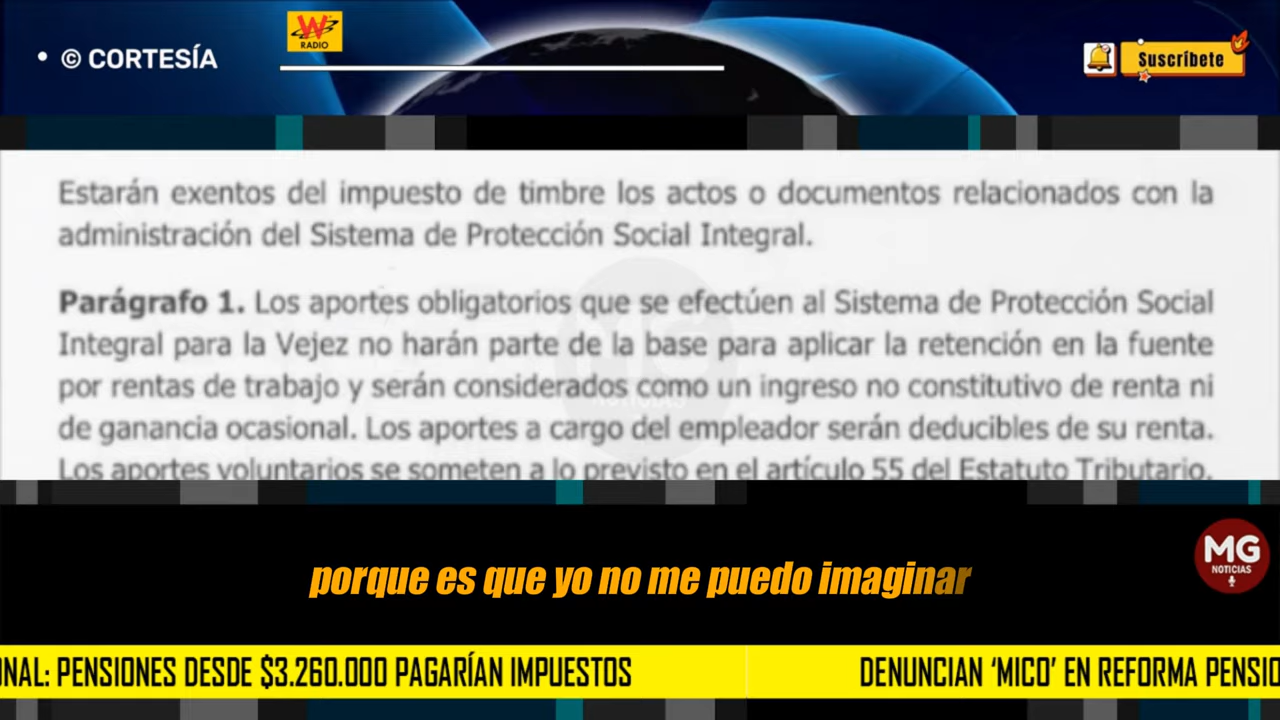 • © CORTESÍA
W
RADIO
Suscríbete
Estarán exentos del impuesto de timbre los actos o documentos relacionados con la
administración del Sistema de Protección Social Integral.
Parágrafo 1. Los aportes obligatorios que se efectúen al Sistema de Protección Social
Integral para la Vejez no harán parte de la base para aplicar la retención en la fuente
por rentas de trabajo y serán considerados como un ingreso no constitutivo de renta ni
de ganancia ocasional. Los aportes a cargo del empleador serán deducibles de su renta.
Los aportes voluntarios se someten a lo previsto en el artículo 55 del Estatuto Tributario.
MG
NOTICIAS
porque es que yo no me puedo imaginar
MG
NOTICIAS
ONAL: PENSIONES DESDE $3.260.000 PAGARÍAN IMPUESTOS
DENUNCIAN ‘MICO’ EN REFORMA PENSIO